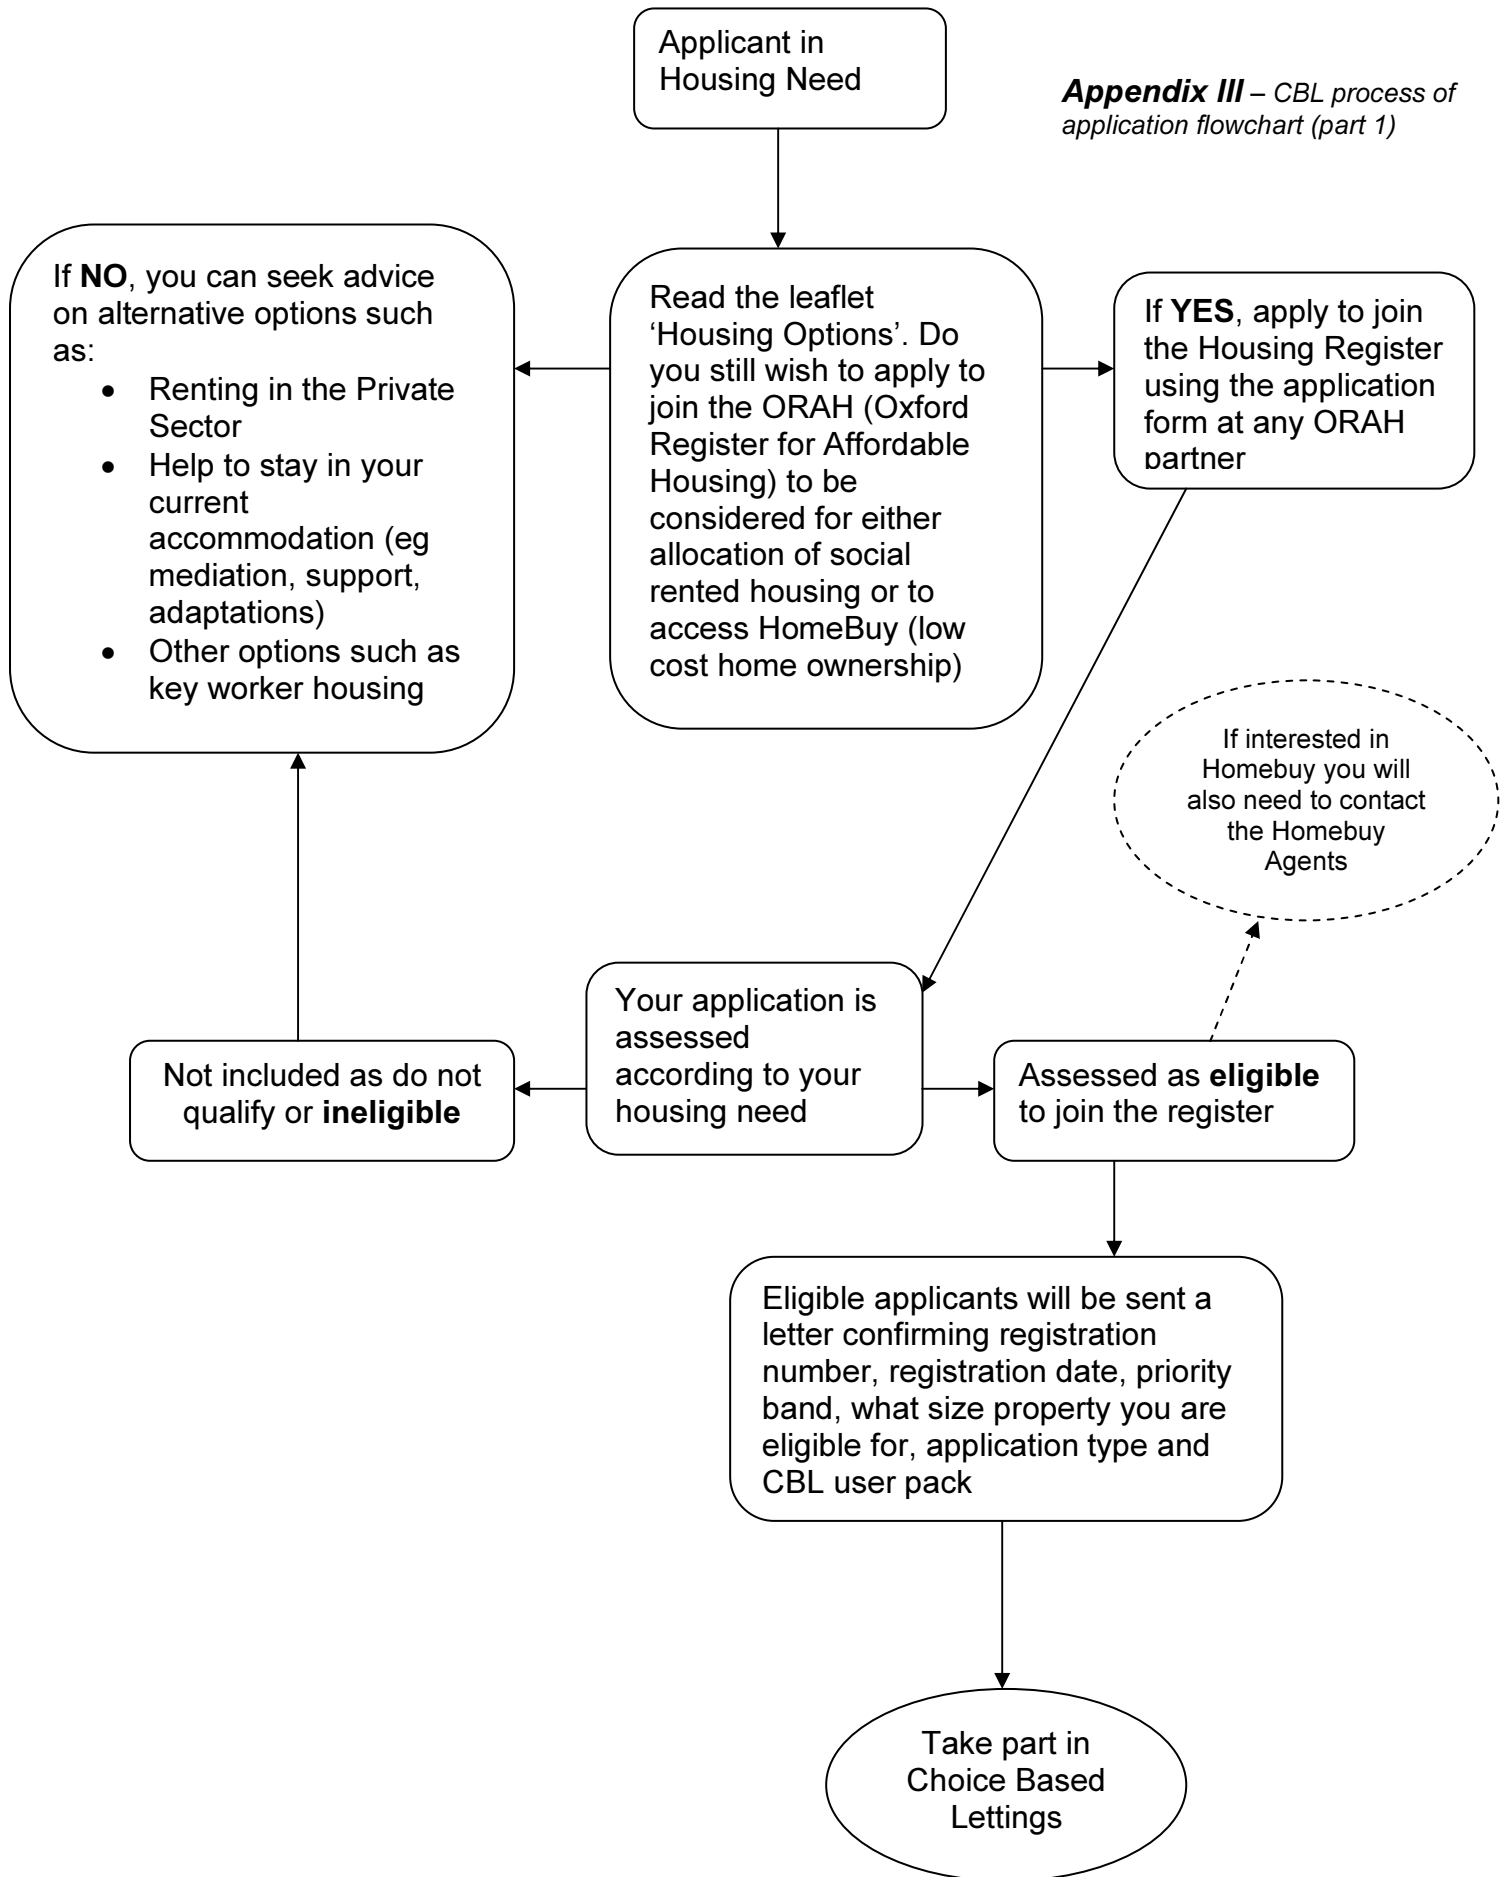 Applicant in
Housing Need
Appendix III – CBL process of
application flowchart (part 1)
If NO, you can seek advice
on alternative options such
as:
• Renting in the Private
Sector
• Help to stay in your
current
accommodation (eg
mediation, support,
adaptations)
• Other options such as
key worker housing
Read the leaflet
‘Housing Options’. Do
you still wish to apply to
join the ORAH (Oxford
Register for Affordable
Housing) to be
considered for either
allocation of social
rented housing or to
access HomeBuy (low
cost home ownership)
If YES, apply to join
the Housing Register
using the application
form at any ORAH
partner
If interested in
Homebuy you will
also need to contact
the Homebuy
Agents
Your application is
assessed
according to your
housing need
Not included as do not
qualify or ineligible
Assessed as eligible
to join the register
Eligible applicants will be sent a
letter confirming registration
number, registration date, priority
band, what size property you are
eligible for, application type and
CBL user pack
Take part in
Choice Based
Lettings